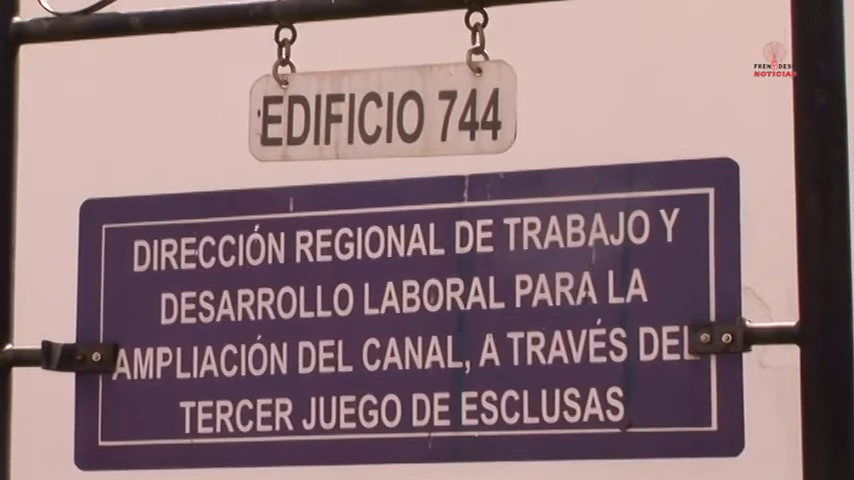 EDIFICIO 744
DIRECCIÓN REGIONAL DE TRABAJO Y
DESARROLLO LABORAL PARA LA
AMPLIACIÓN DEL CANAL, A TRAVÉS DEL
TERCER JUEGO DE ESCLUSAS
NOTICIAS